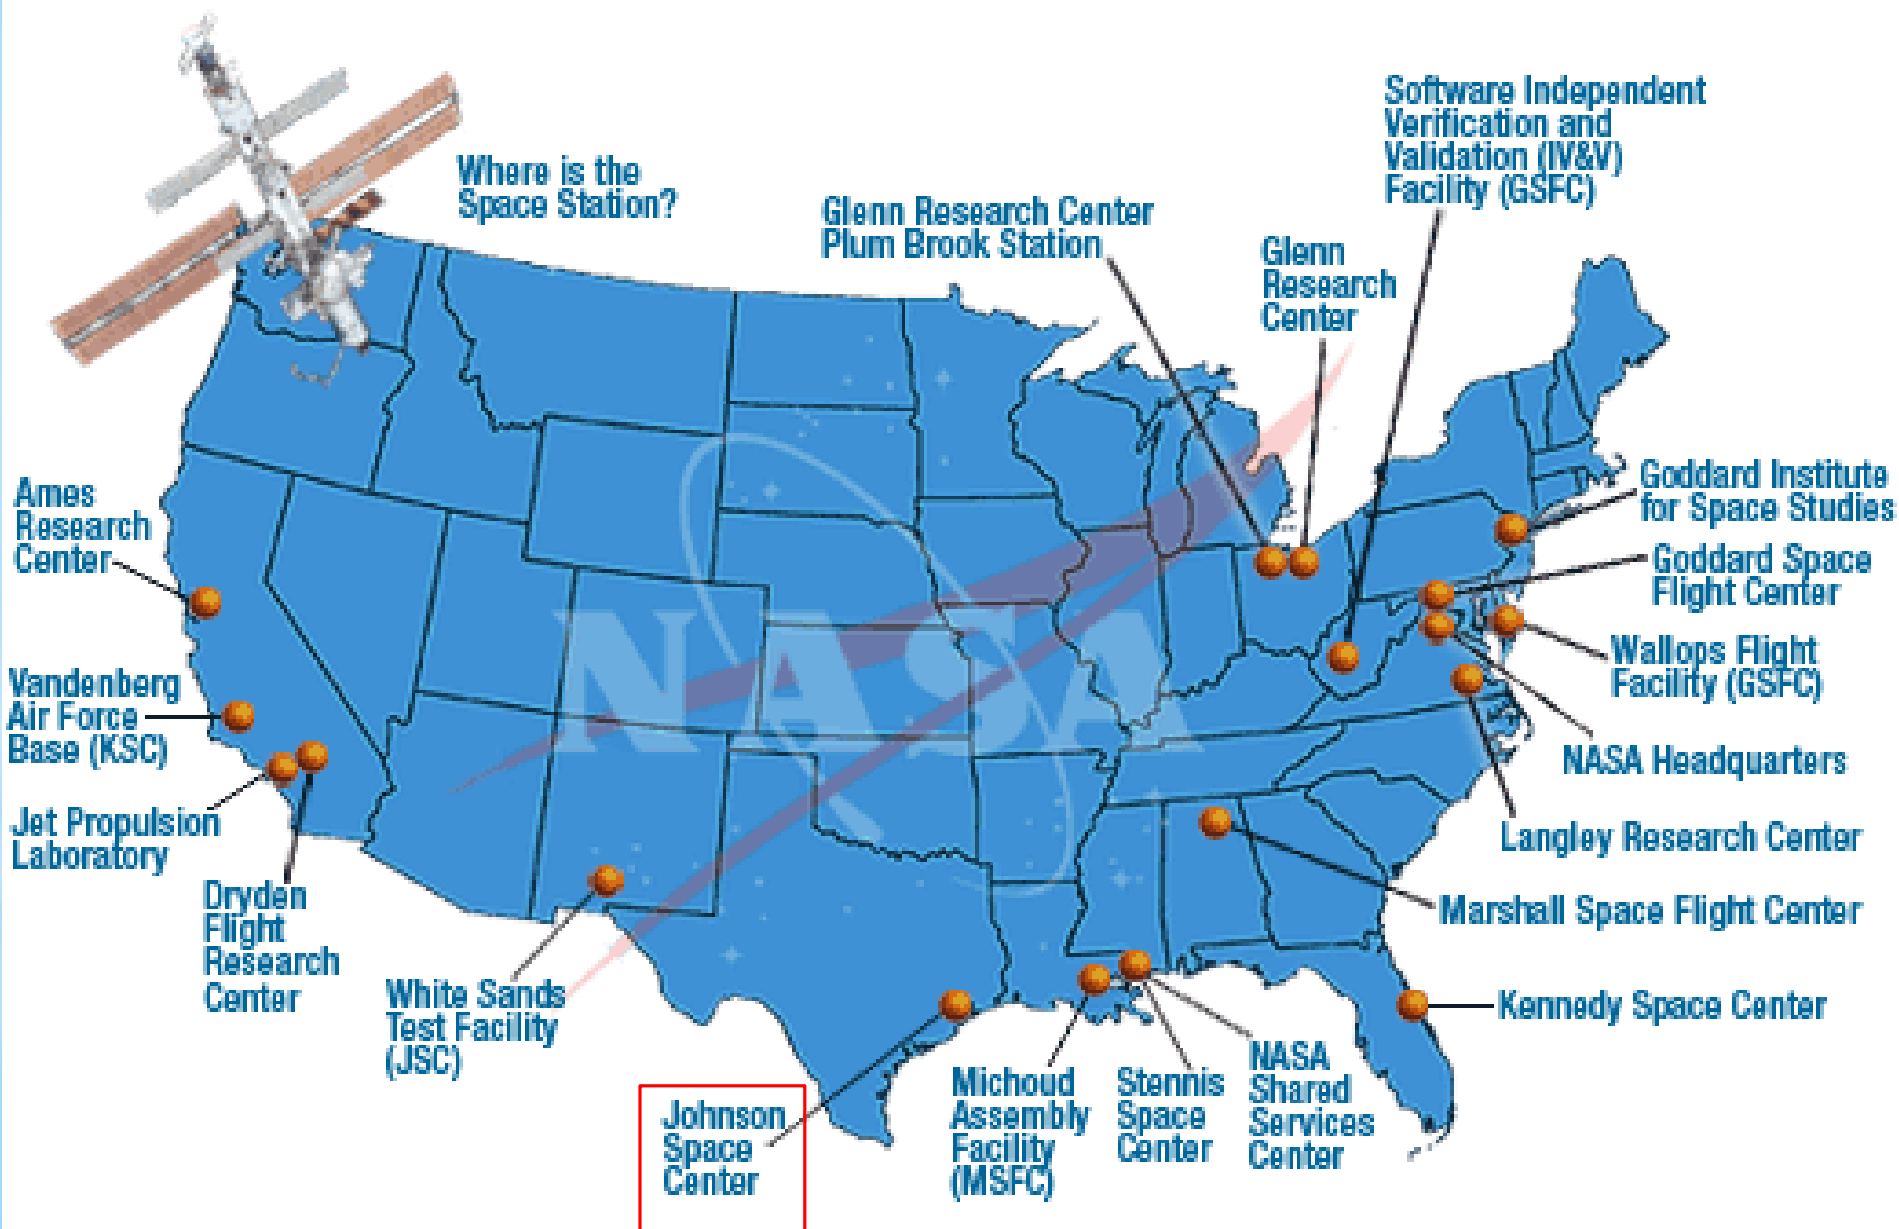 Where is the
Space Station?
Software Independent
Verification and
Validation (IV&V)
Facility (GSFC)
Glenn Research Center
Plum Brook Station
Glenn
Research
Center
Ames
Research
Center
Goddard Institute
for Space Studies
Goddard Space
Flight Center
Wallops Flight
Facility (GSFC)
Vandenberg
Air Force
Base (KSC)
NASA
NASA Headquarters
Jet Propulsion
Laboratory
Langley Research Center
Dryden
Flight
Research
Center
Marshall Space Flight Center
White Sands
Test Facility
(JSC)
Kennedy Space Center
Johnson
Space
Center
Michoud
Assembly
Facility
(MSFC)
Stennis
Space
Center
NASA
Shared
Services
Center